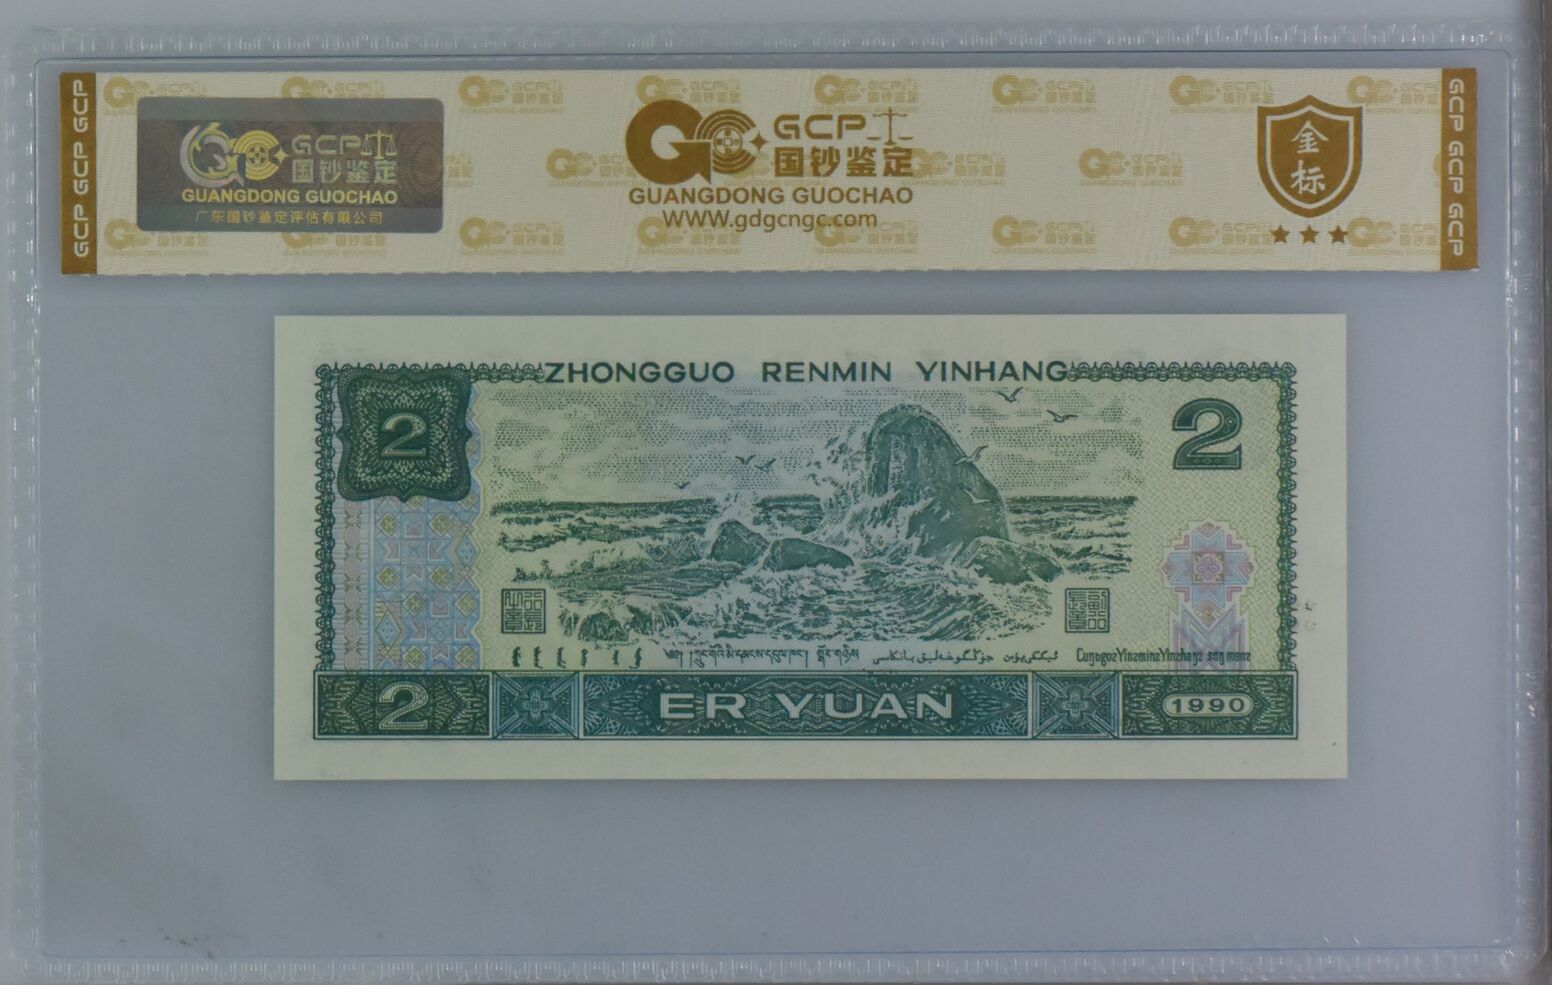 GCP GCP GCP
GCP 国钞鉴定
GUANGDONG GUOCHAO
广东国钞鉴定评估有限公司
GCP
国钞鉴定
GUANGDONG GUOCHAO
WWW.gdgcngc.com
金标
GCP GCP GCP
ZHONGGUO RENMIN YINHANG
2
2
2 ER YUAN 1990